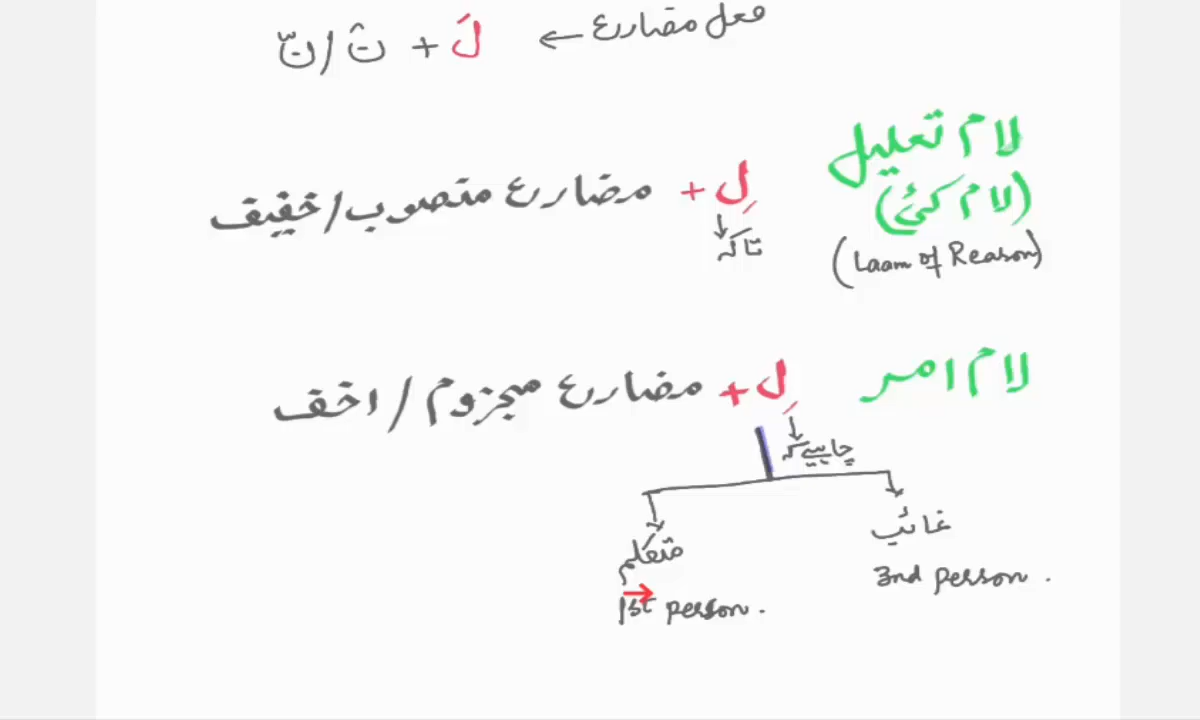 فعل مضارع ← لَ + نَ / نَّ
لام تعلیل
(لام کَیْ)
(Laam of Reason)
لِ + مضارع منصوب/خفیف
تاکہ
لام امر
لِ + مضارع مجزوم / اخف
چاہیے کہ
غائب
3rd person .
متکلم
1st person .